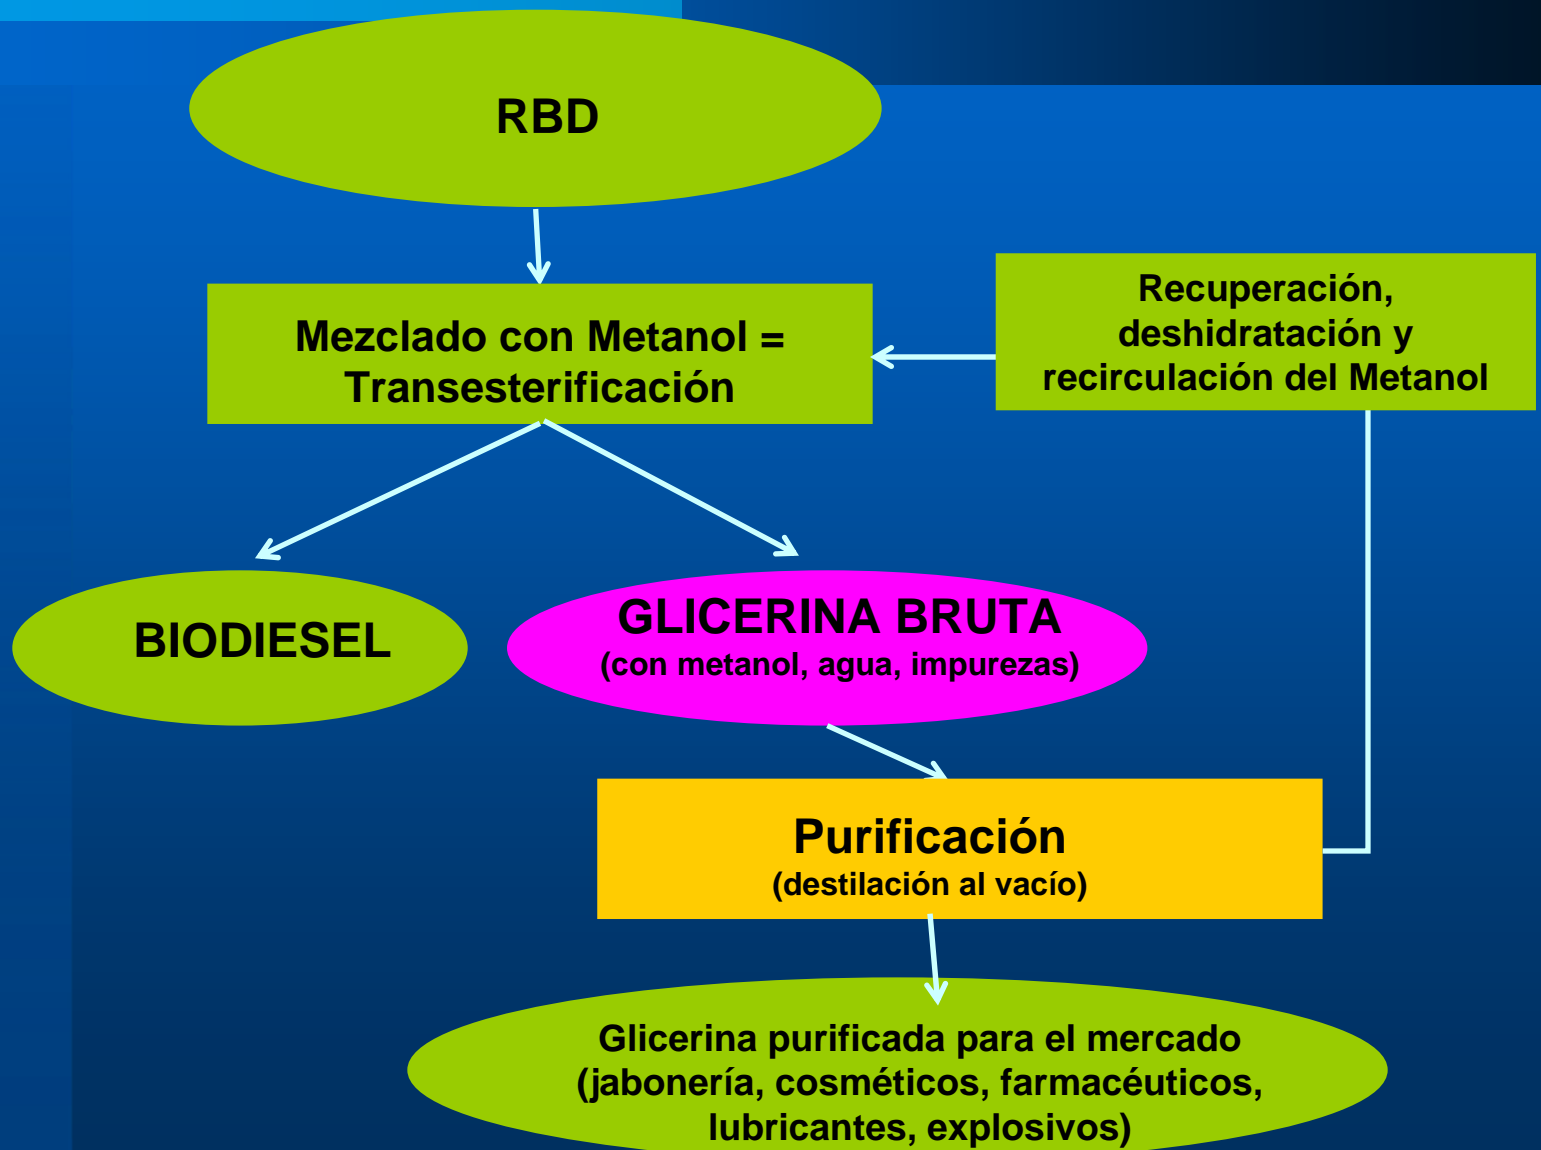 RBD
Mezclado con Metanol =
Transesterificación
Recuperación,
deshidratación y
recirculación del Metanol
BIODIESEL
GLICERINA BRUTA
(con metanol, agua, impurezas)
Purificación
(destilación al vacío)
Glicerina purificada para el mercado
(jabonería, cosméticos, farmacéuticos,
lubricantes, explosivos)